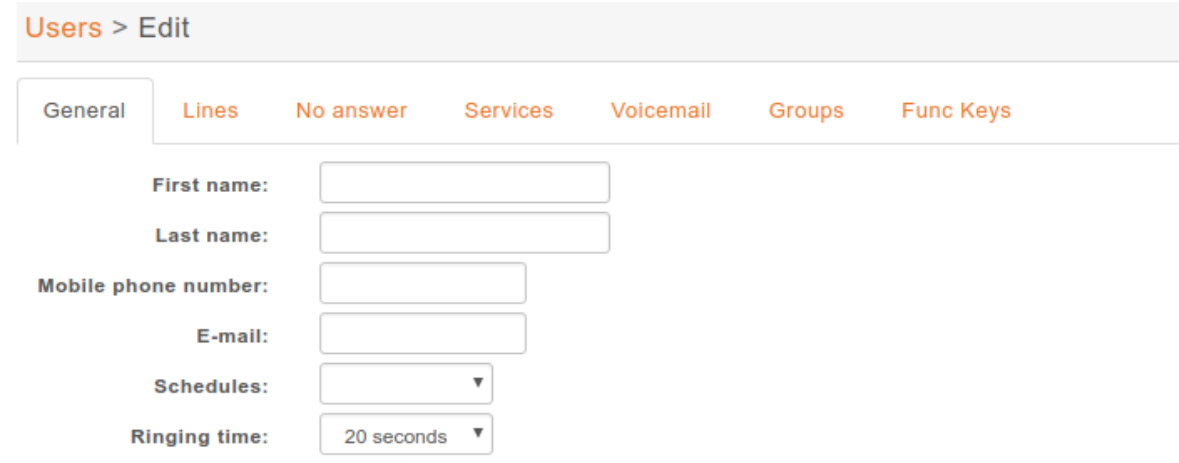 Users > Edit
General Lines No answer Services Voicemail Groups Func Keys
First name:
Last name:
Mobile phone number:
E-mail:
Schedules:
Ringing time: 20 seconds